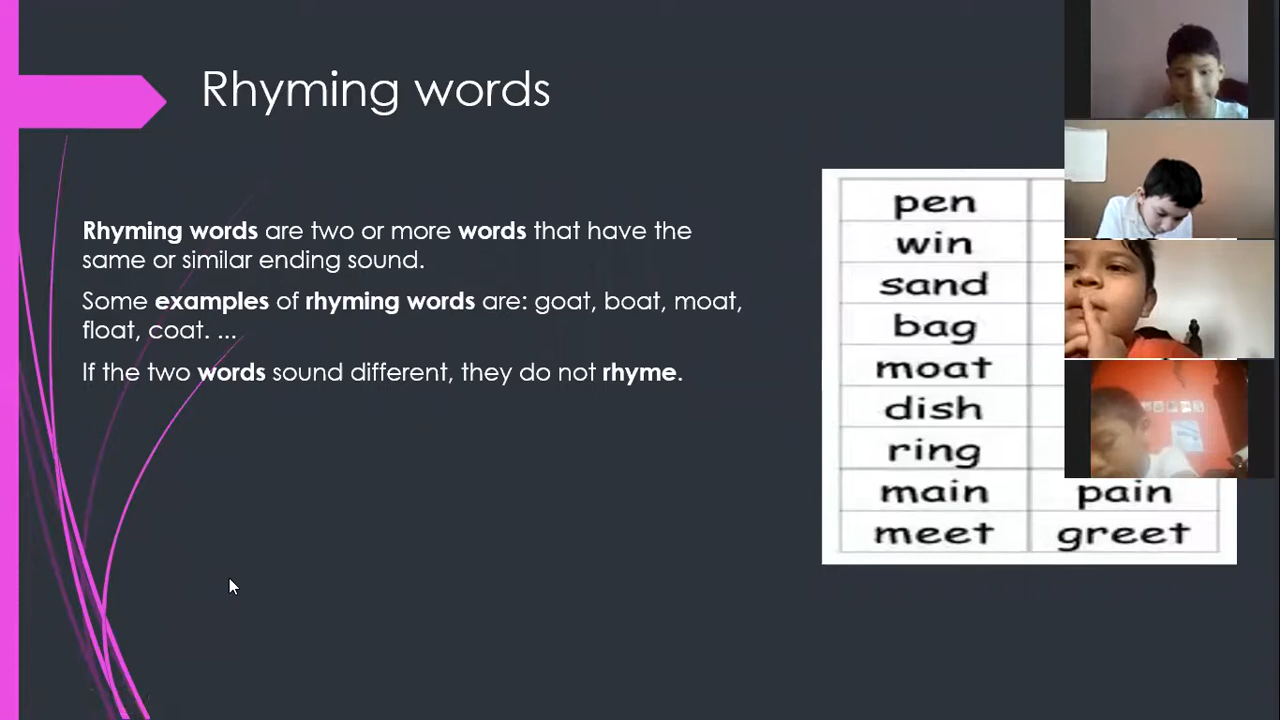 Rhyming words
Rhyming words are two or more words that have the
same or similar ending sound.
Some examples of rhyming words are: goat, boat, moat,
float, coat. ...
If the two words sound different, they do not rhyme.
pen
win
sand
bag
moat
dish
ring
main pain
meet greet